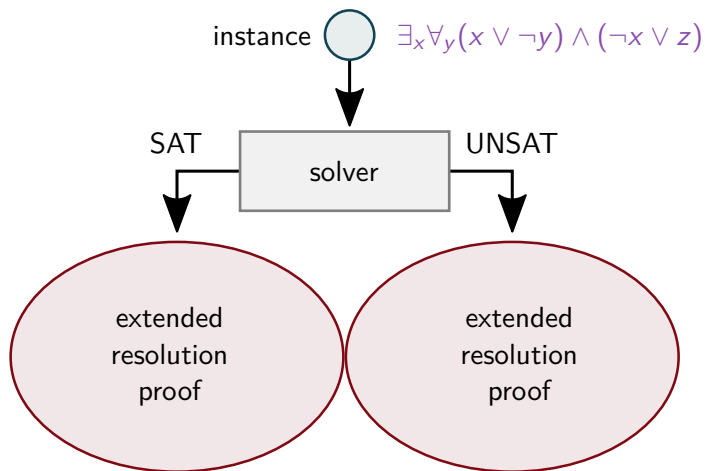 instance ∃ₓ∀ᵧ(x ∨ ¬y) ∧ (¬x ∨ z)
SAT UNSAT
solver
extended
resolution
proof
extended
resolution
proof